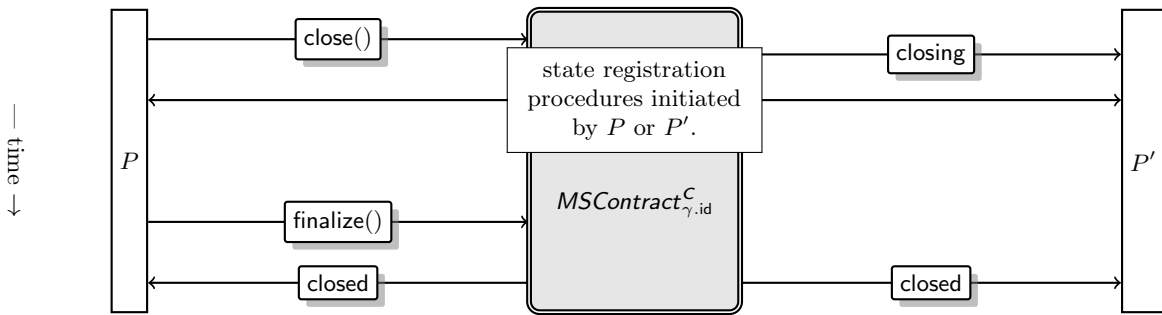 close()
closing
state registration
procedures initiated
by P or P′.
— time →
P
P′
MSContract^C_γ.id
finalize()
closed
closed